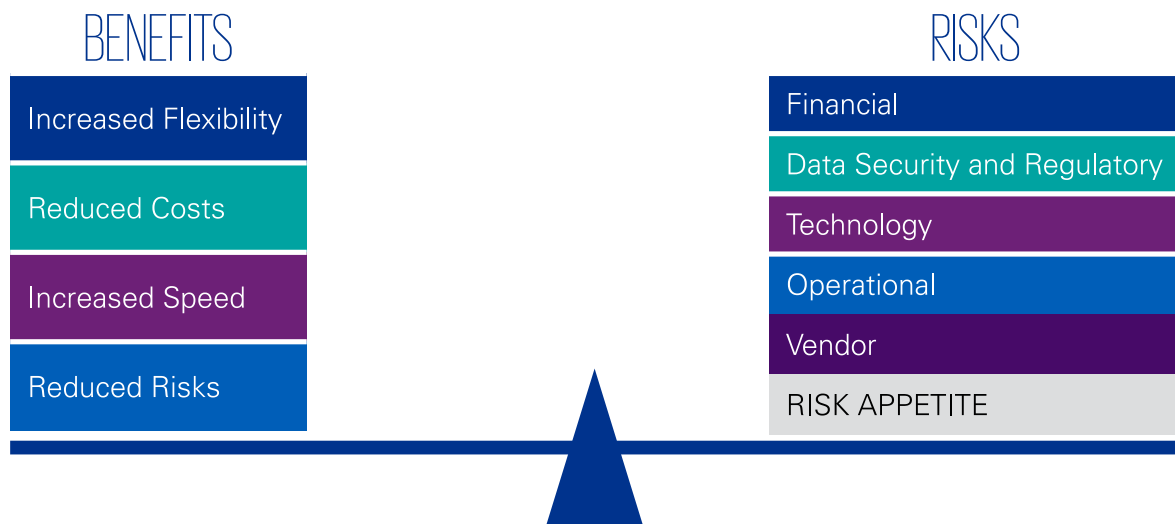 BENEFITS
Increased Flexibility
Reduced Costs
Increased Speed
Reduced Risks
RISKS
Financial
Data Security and Regulatory
Technology
Operational
Vendor
RISK APPETITE